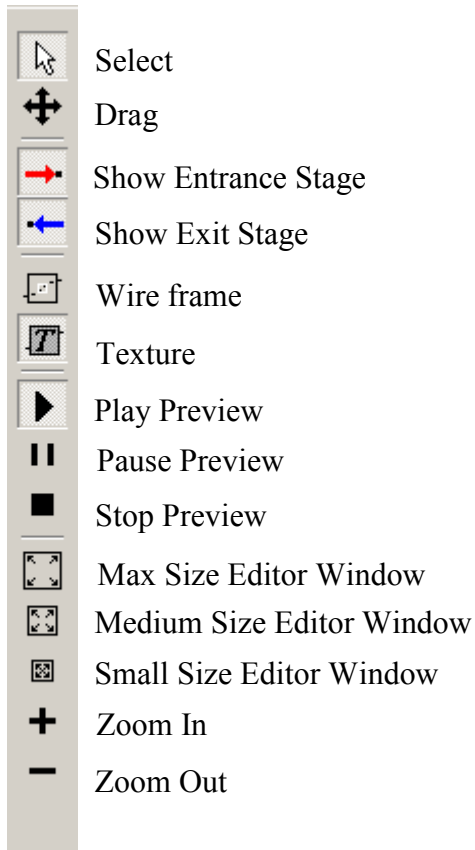 Select
Drag
Show Entrance Stage
Show Exit Stage
Wire frame
T
Texture
Play Preview
Pause Preview
Stop Preview
Max Size Editor Window
Medium Size Editor Window
Small Size Editor Window
Zoom In
Zoom Out